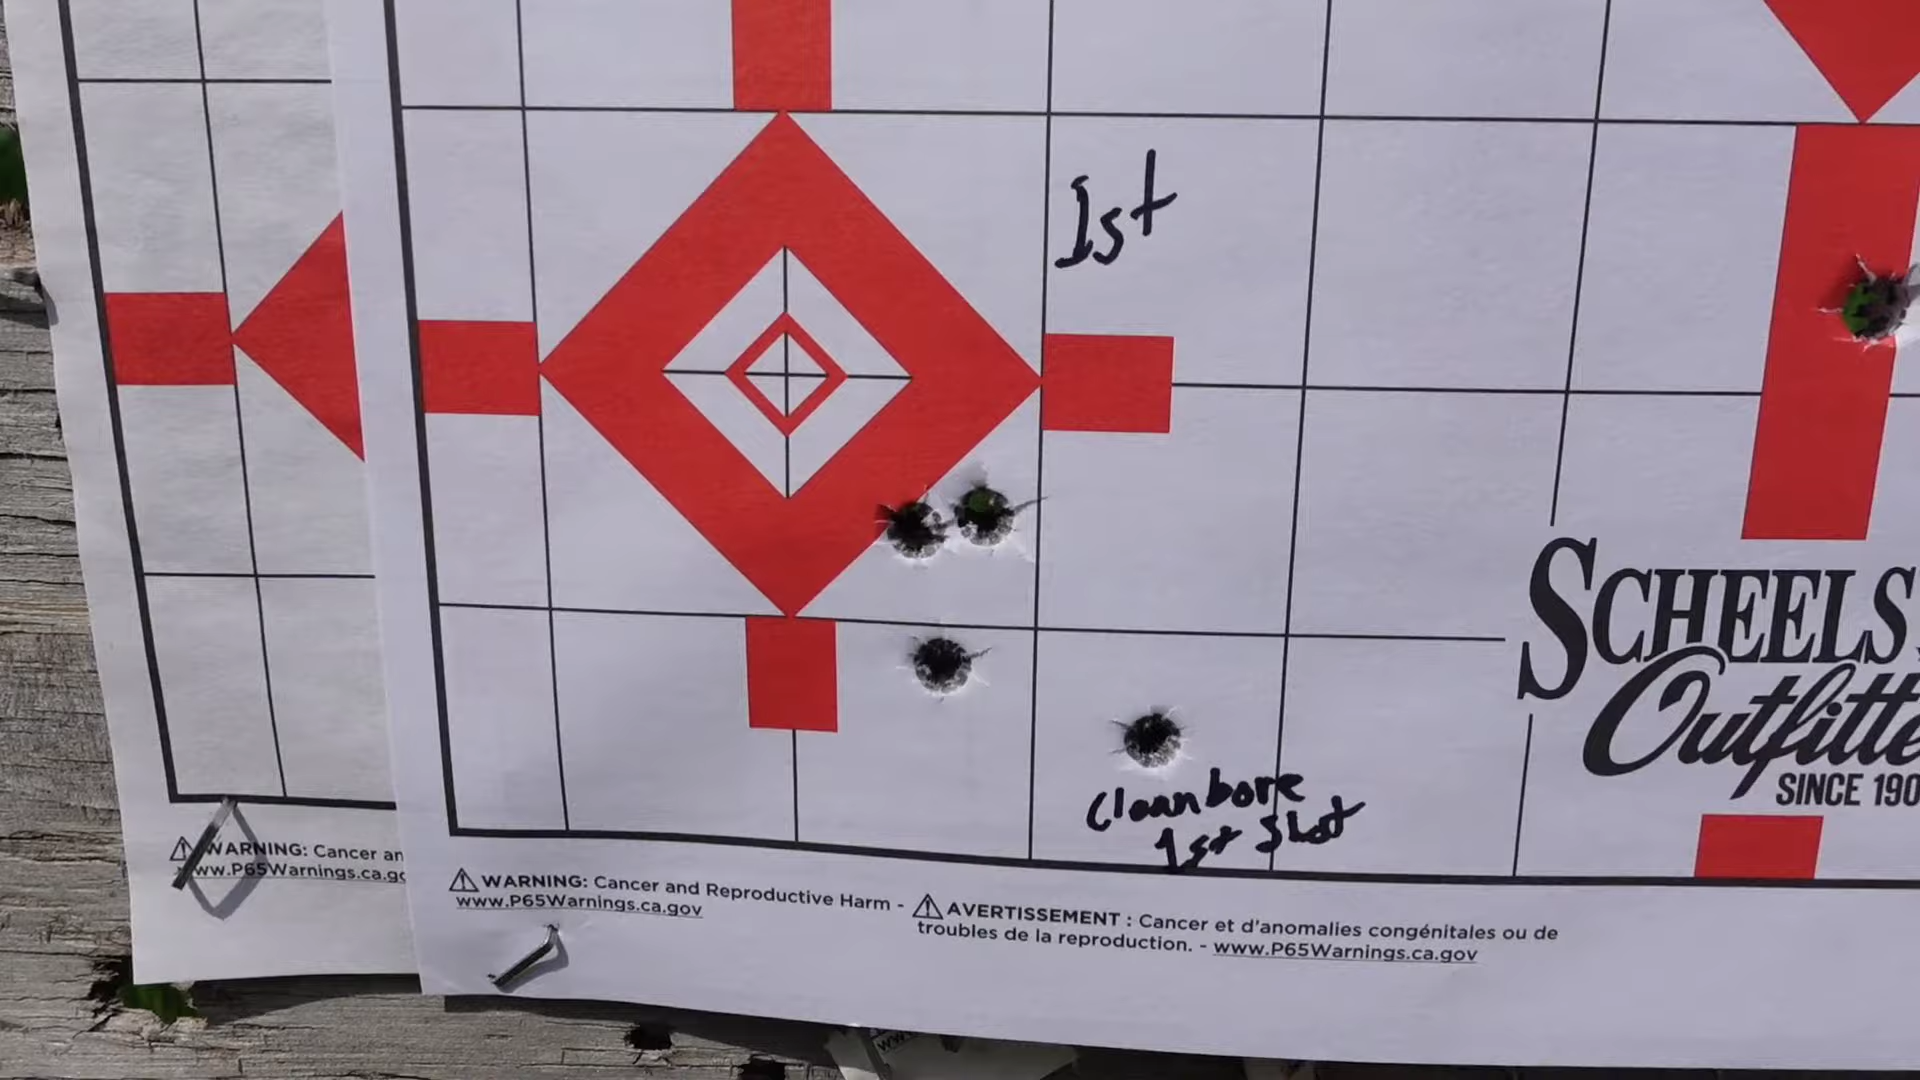 1st
SCHEELS
Outfitte
SINCE 190
Cleanbore
1st Shot
WARNING: Cancer an
www.P65Warnings.ca.go
WARNING: Cancer and Reproductive Harm -
www.P65Warnings.ca.gov
AVERTISSEMENT : Cancer et d'anomalies congénitales ou de
troubles de la reproduction. - www.P65Warnings.ca.gov